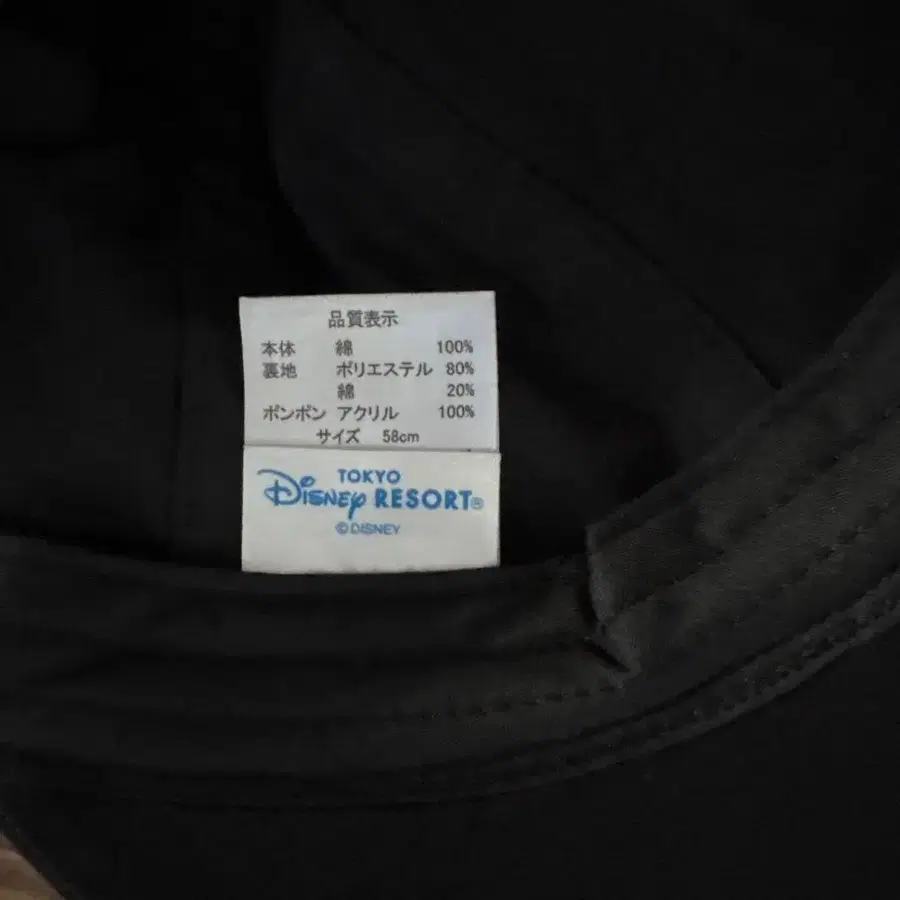 品質表示
本体 綿 100%
裏地 ポリエステル 80%
綿 20%
ポンポン アクリル 100%
サイズ 58cm
TOKYO
DISNEY RESORT®
©DISNEY